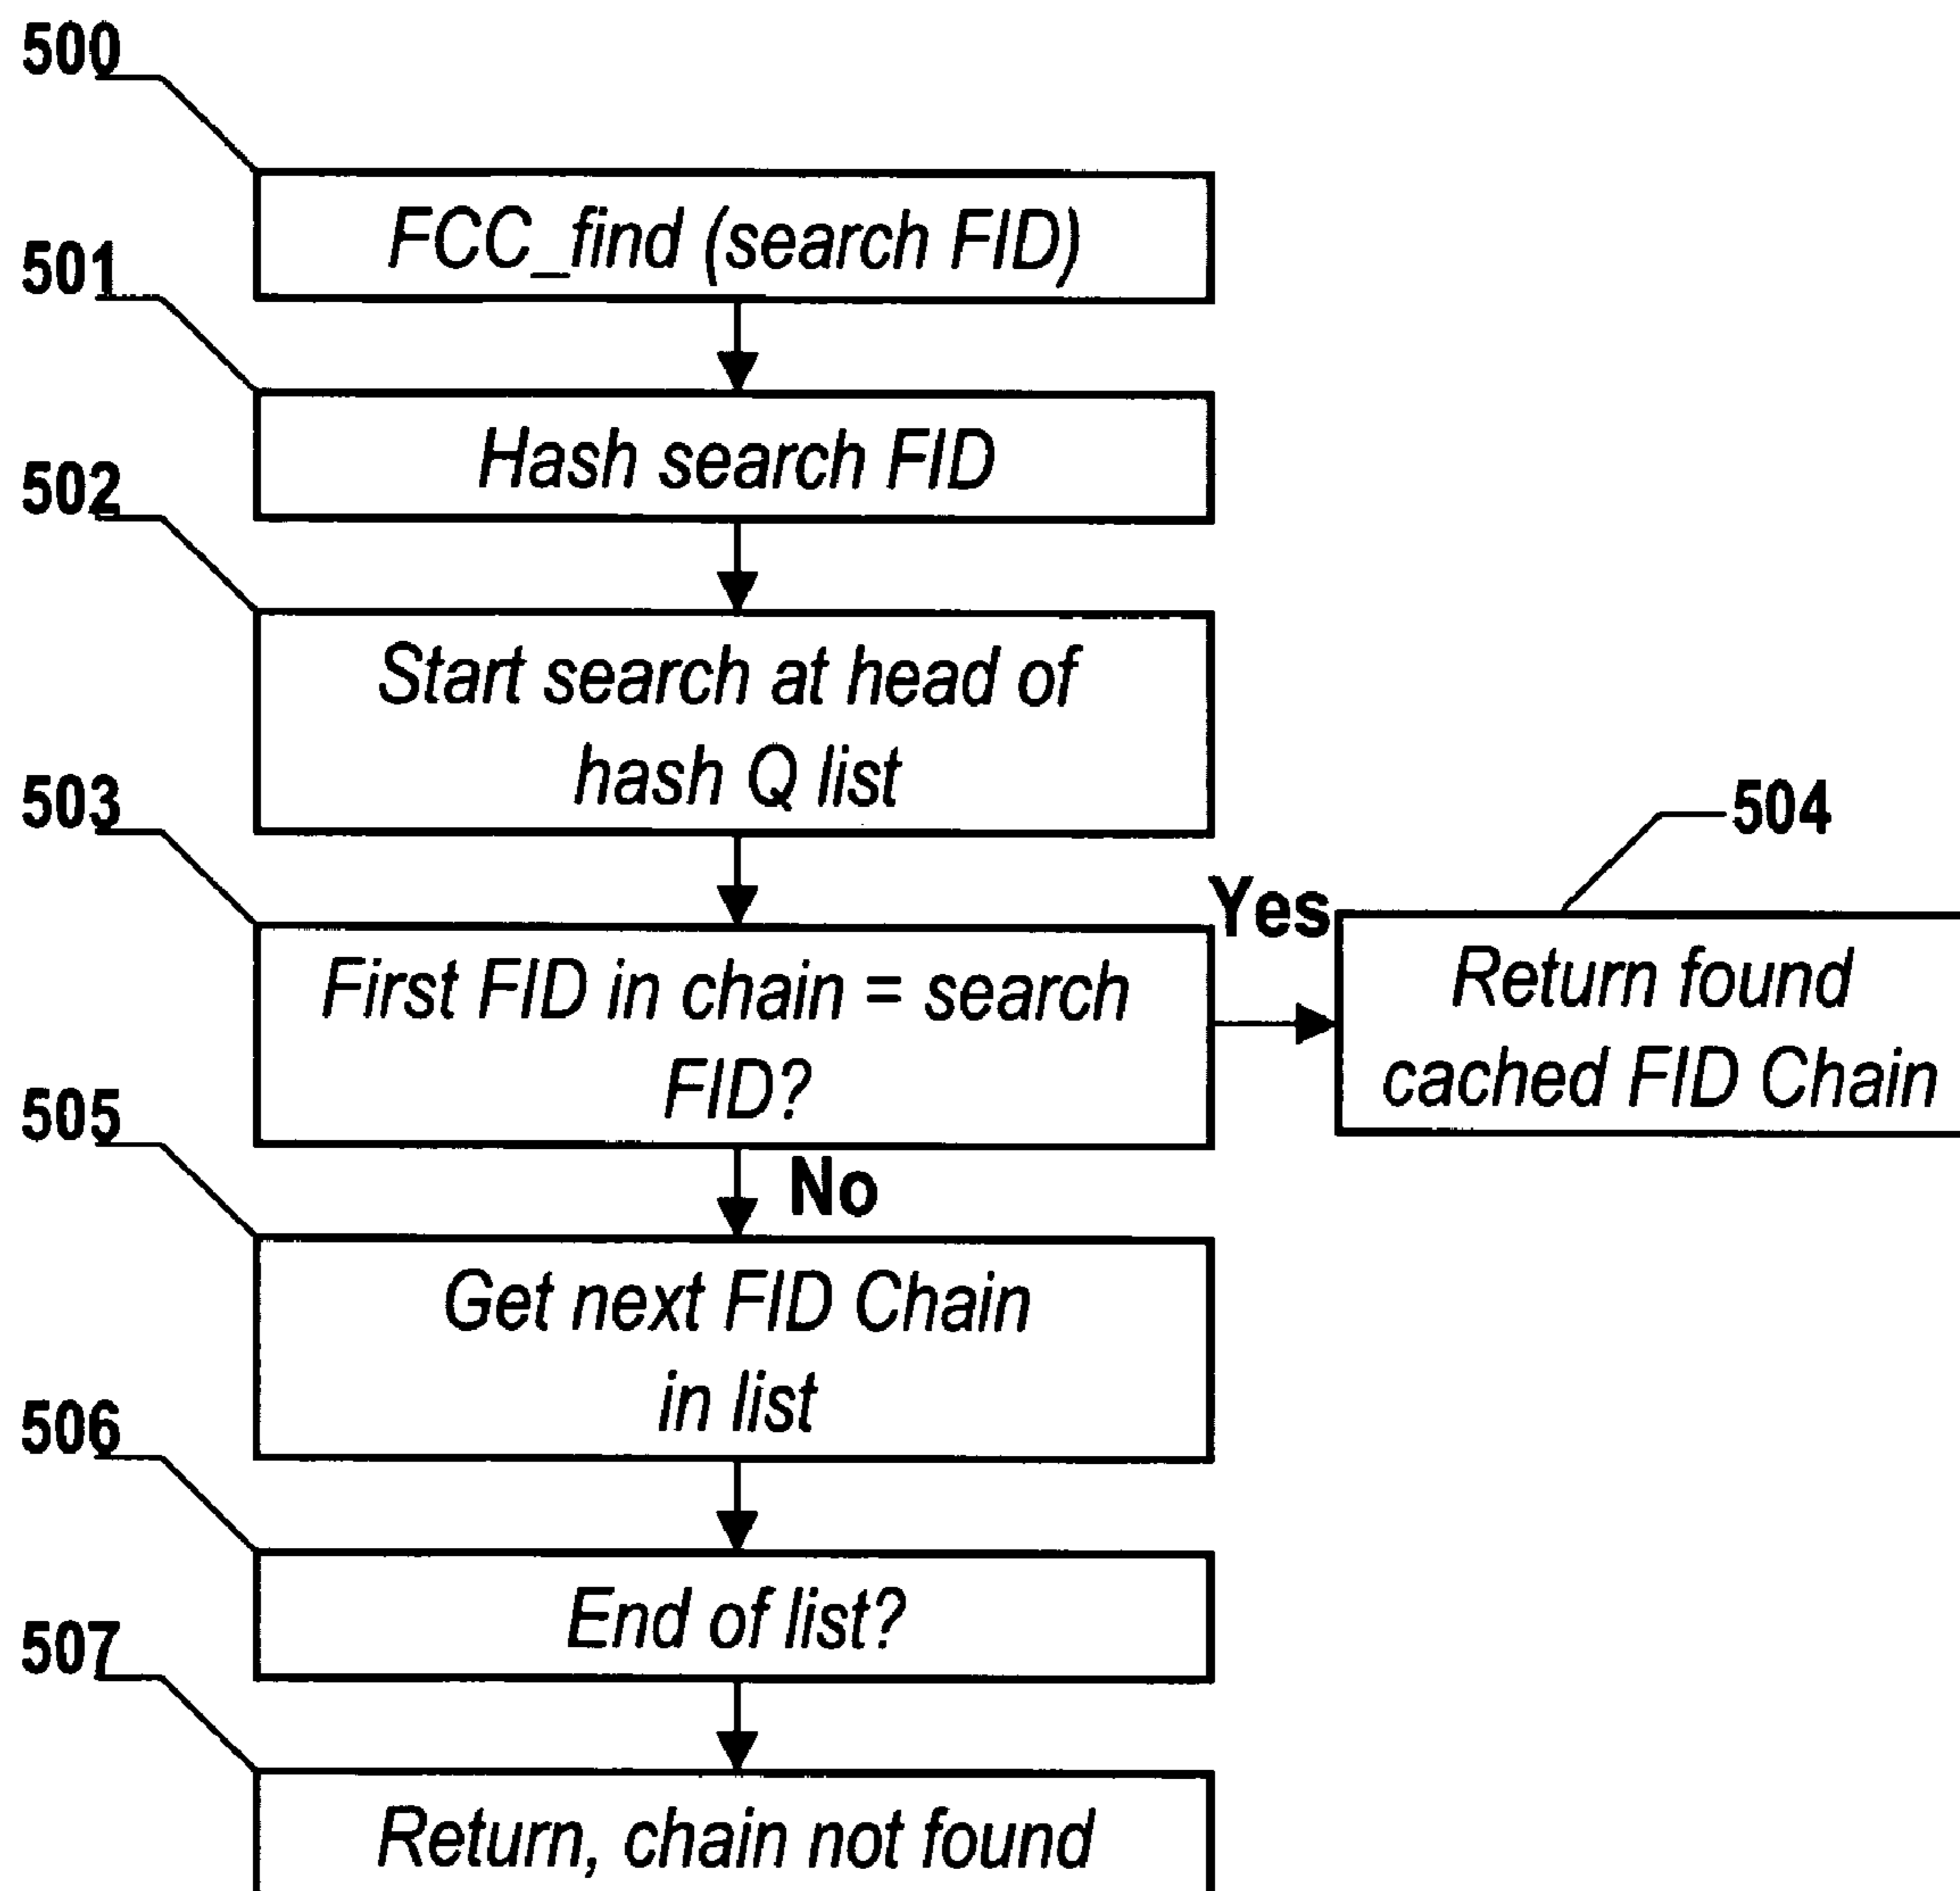 500
FCC_find (search FID)
501
Hash search FID
502
Start search at head of
hash Q list
503
504
Yes
First FID in chain = search
FID?
Return found
cached FID Chain
505
No
Get next FID Chain
in list
506
End of list?
507
Return, chain not found